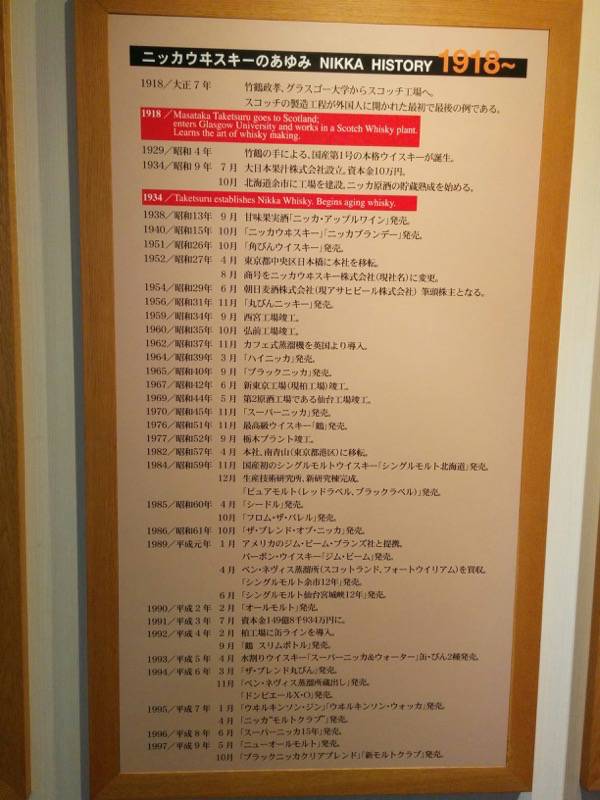 ニッカウヰスキーのあゆみ NIKKA HISTORY 1918~
1918／大正7年 竹鶴政孝、グラスゴー大学からスコッチ工場へ。
スコッチの製造工程が外国人に開かれた最初で最後の例である。
1918／Masataka Taketsuru goes to Scotland;
enters Glasgow University and works in a Scotch Whisky plant.
Learns the art of whisky making.
1929／昭和4年 竹鶴の手による、国産第1号の本格ウイスキーが誕生。
1934／昭和9年 7月 大日本果汁株式会社設立。資本金10万円。
10月 北海道余市に工場を建設。ニッカ原酒の貯蔵熟成を始める。
1934／Taketsuru establishes Nikka Whisky. Begins aging whisky.
1938／昭和13年 9月 甘味果実酒「ニッカ・アップルワイン」発売。
1940／昭和15年 10月 「ニッカウヰスキー」「ニッカブランデー」発売。
1951／昭和26年 10月 「角びんウイスキー」発売。
1952／昭和27年 4月 東京都中央区日本橋に本社を移転。
8月 商号をニッカウヰスキー株式会社(現社名)に変更。
1954／昭和29年 6月 朝日麦酒株式会社(現アサヒビール株式会社) 筆頭株主となる。
1956／昭和31年 11月 「丸びんニッキー」発売。
1959／昭和34年 9月 西宮工場竣工。
1960／昭和35年 10月 弘前工場竣工。
1962／昭和37年 11月 カフェ式蒸溜機を英国より導入。
1964／昭和39年 3月 「ハイニッカ」発売。
1965／昭和40年 9月 「ブラックニッカ」発売。
1967／昭和42年 6月 新東京工場(現柏工場)竣工。
1969／昭和44年 5月 第2原酒工場である仙台工場竣工。
1970／昭和45年 11月 「スーパーニッカ」発売。
1976／昭和51年 11月 最高級ウイスキー「鶴」発売。
1977／昭和52年 9月 栃木プラント竣工。
1982／昭和57年 4月 本社、南青山(東京都港区)に移転。
1984／昭和59年 11月 国産初のシングルモルトウイスキー「シングルモルト北海道」発売。
12月 生産技術研究所、新研究棟完成。
「ピュアモルト(レッドラベル、ブラックラベル)」発売。
1985／昭和60年 4月 「シードル」発売。
10月 「フロム・ザ・バレル」発売。
1986／昭和61年 10月 「ザ・ブレンド・オブ・ニッカ」発売。
1989／平成元年 1月 アメリカのジム・ビーム・ブランズ社と提携。
バーボン・ウイスキー「ジム・ビーム」発売。
4月 ベン・ネヴィス蒸溜所(スコットランド、フォートウイリアム)を買収。
「シングルモルト余市12年」発売。
6月 「シングルモルト仙台宮城峡12年」発売。
1990／平成2年 2月 「オールモルト」発売。
1991／平成3年 7月 資本金149億8千934万円に。
1992／平成4年 2月 柏工場に缶ラインを導入。
9月 「鶴 スリムボトル」発売。
1993／平成5年 4月 水割りウイスキー「スーパーニッカ&ウォーター」缶・びん2種発売。
1994／平成6年 3月 「ザ・ブレンド丸びん」発売。
11月 「ベン・ネヴィス蒸溜所蔵出し」発売。
「ドンピエールX・O」発売。
1995／平成7年 1月 「ウヰルキンソン・ジン」「ウヰルキンソン・ウォッカ」発売。
4月 「ニッカ"モルトクラブ"」発売。
1996／平成8年 6月 「スーパーニッカ15年」発売。
1997／平成9年 5月 「ニューオールモルト」発売。
10月 「ブラックニッカクリアブレンド」「新モルトクラブ」発売。